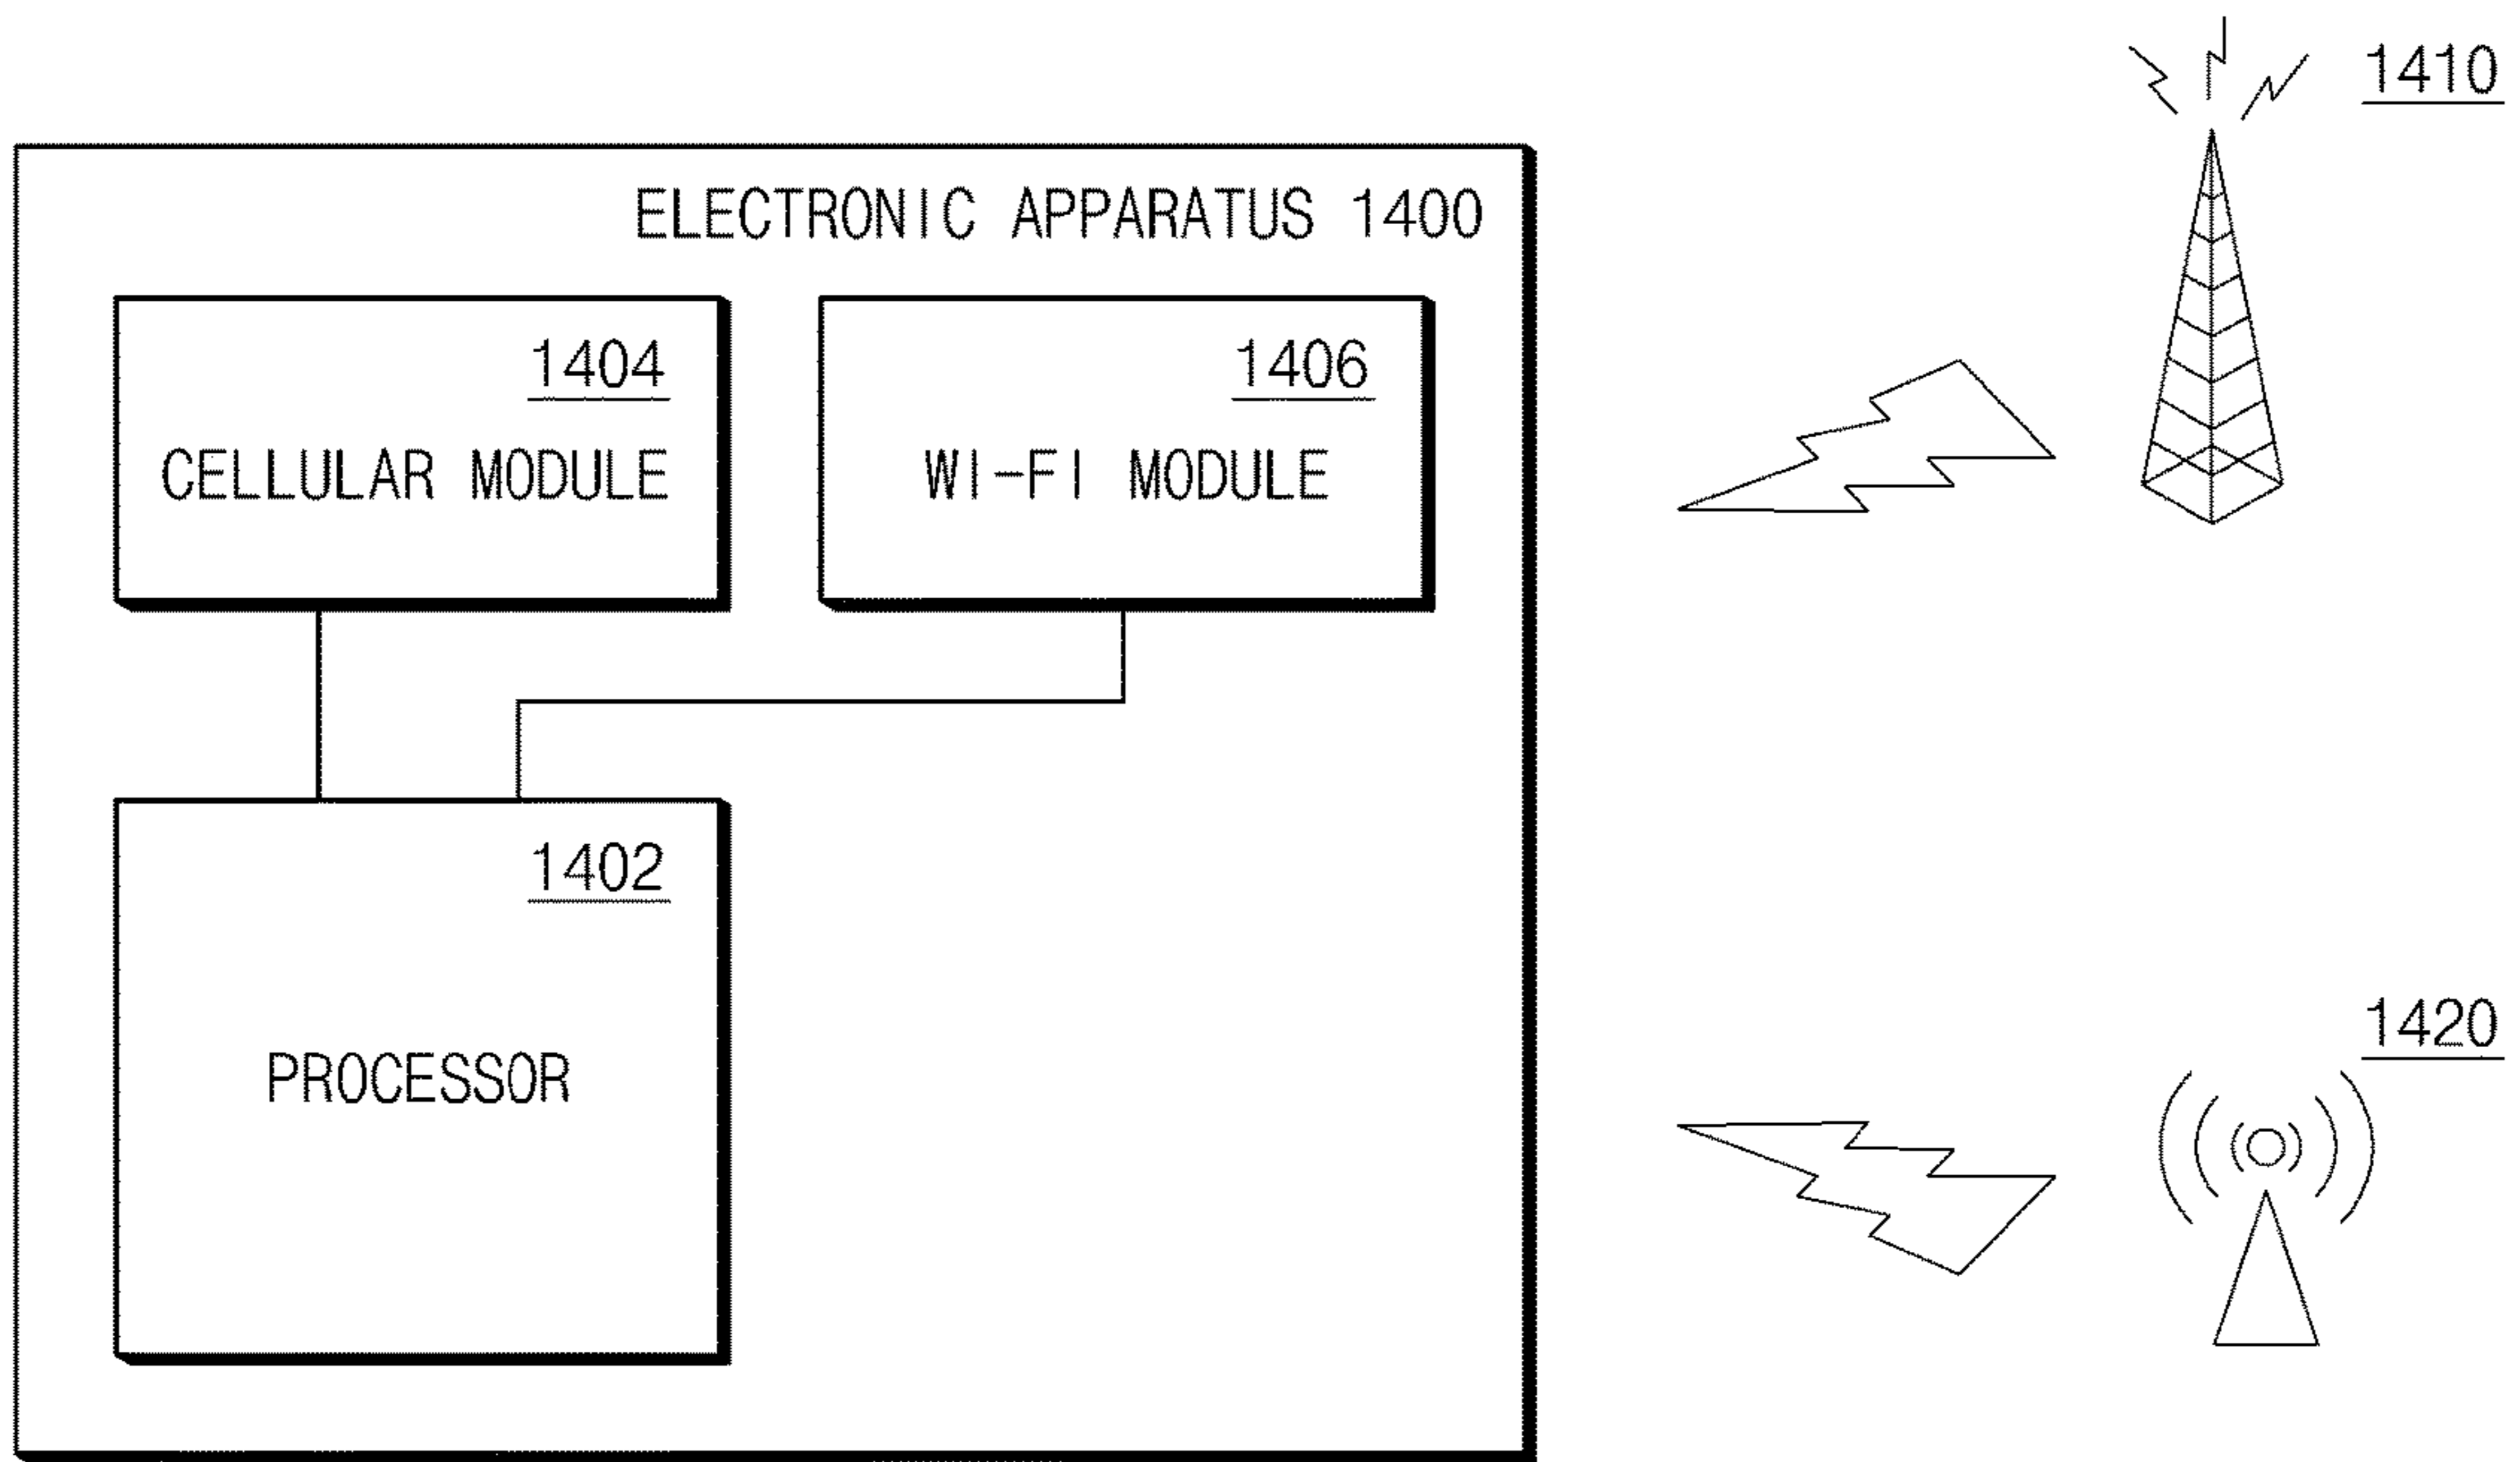 1410
ELECTRONIC APPARATUS 1400
1404
CELLULAR MODULE
1406
WI-FI MODULE
1402
PROCESSOR
1420